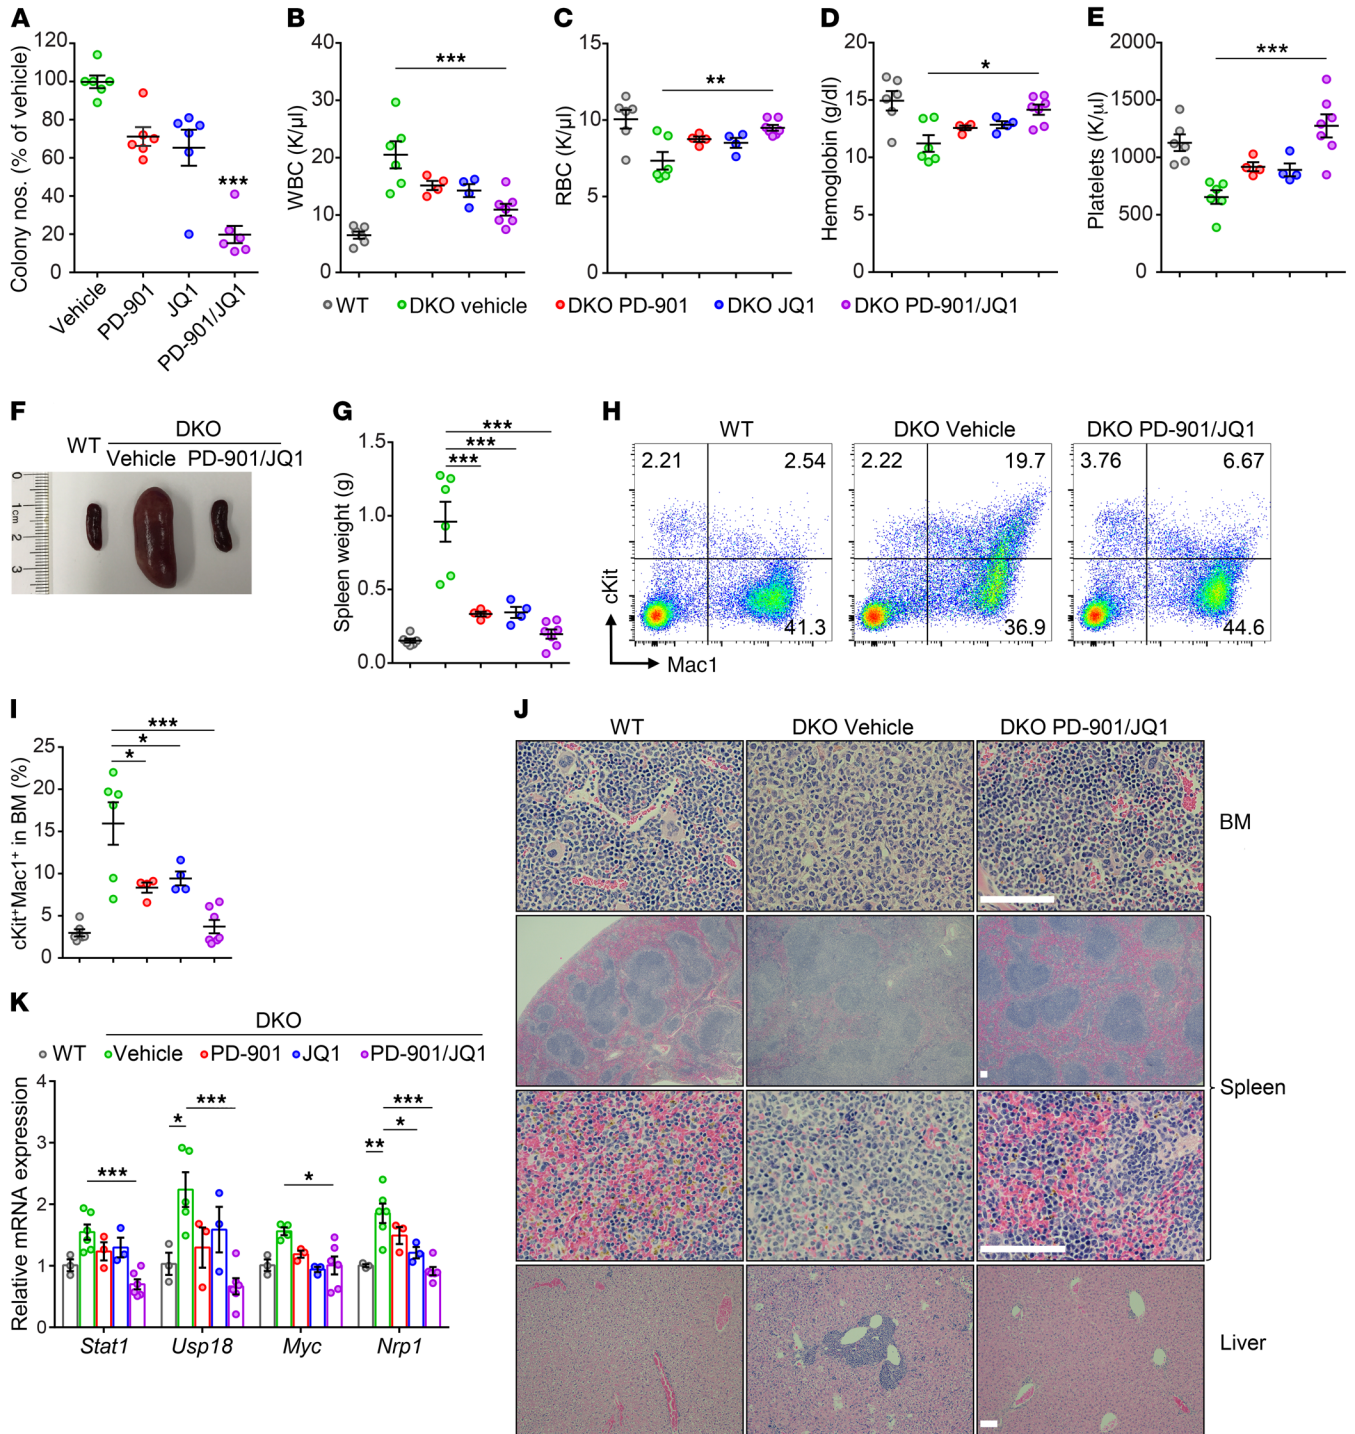 A
Colony nos. (% of vehicle)
120
100
80
60
40
20
0
***
Vehicle
PD-901
JQ1
PD-901/JQ1
B
WBC (K/µl)
40
30
20
10
0
***
C
RBC (K/µl)
15
10
5
0
**
D
Hemoglobin (g/dl)
20
15
10
5
0
*
E
Platelets (K/µl)
2000
1500
1000
500
0
***
WT DKO vehicle DKO PD-901 DKO JQ1 DKO PD-901/JQ1
F
DKO
WT Vehicle PD-901/JQ1
0
1
cm
2
3
G
Spleen weight (g)
1.5
1.0
0.5
0.0
***
***
***
H
WT DKO Vehicle DKO PD-901/JQ1
2.21 2.54 2.22 19.7 3.76 6.67
41.3 36.9 44.6
cKit
Mac1
I
cKit⁺Mac1⁺ in BM (%)
25
20
15
10
5
0
***
*
*
J
WT DKO Vehicle DKO PD-901/JQ1
BM
Spleen
Liver
K
DKO
WT Vehicle PD-901 JQ1 PD-901/JQ1
Relative mRNA expression
4
3
2
1
0
***
* ***
*
** * ***
Stat1 Usp18 Myc Nrp1